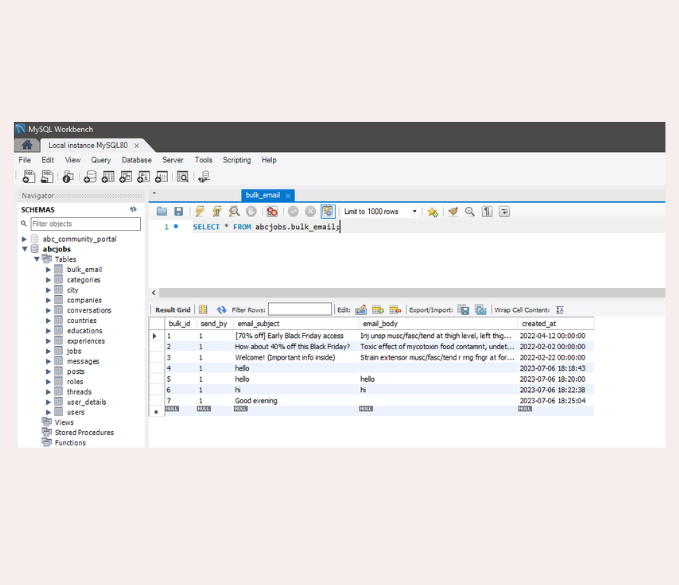 MySQL Workbench
Local instance MySQL80 ×
File Edit View Query Database Server Tools Scripting Help
Navigator
bulk_email ×
SCHEMAS
Filter objects
Limit to 1000 rows
abc_community_portal
1 SELECT * FROM abcjobs.bulk_email;
abcjobs
Tables
bulk_email
categories
city
companies
conversations
countries
educations
experiences
jobs
messages
posts
roles
threads
user_details
users
Views
Stored Procedures
Functions
Result Grid Filter Rows: Edit: Export/Import: Wrap Cell Content:
bulk_id send_by email_subject email_body created_at
1 1 [70% off] Early Black Friday access Inj unsp musc/fasc/tend at thigh level, left thig... 2022-04-12 00:00:00
2 1 How about 40% off this Black Friday? Toxic effect of mycotoxin food contamnt, undet... 2022-02-02 00:00:00
3 1 Welcome! (Important info inside) Strain extensor musc/fasc/tend r rng fngr at for... 2022-02-22 00:00:00
4 1 hello 2023-07-06 18:18:43
5 1 hello hello 2023-07-06 18:20:00
6 1 hi hi 2023-07-06 18:22:38
7 1 Good evening 2023-07-06 18:25:04
NULL NULL NULL NULL NULL